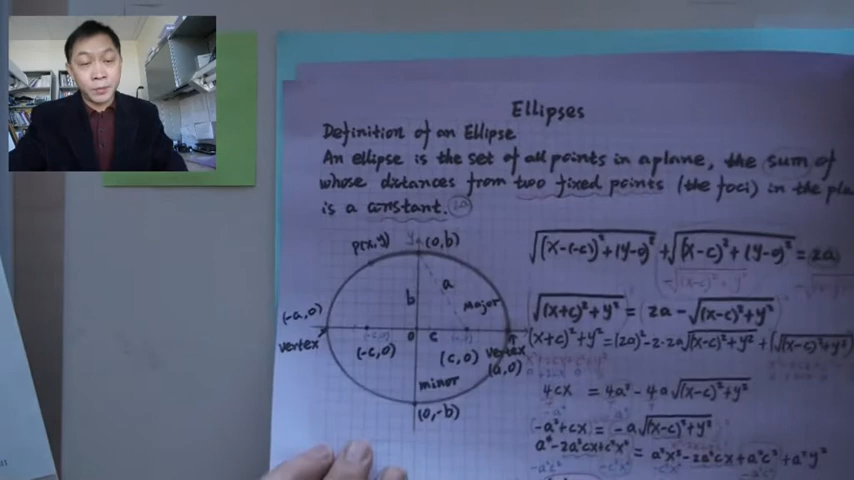 Ellipses
Definition of an Ellipse
An ellipse is the set of all points in a plane, the sum of
whose distances from two fixed points (the foci) in the pla
is a constant. 2a
P(x,y)
y
(0,b)
√((x-(-c))²+(y-0)²) + √((x-c)²+(y-0)²) = 2a
-√((x-c)²+y²)
a
b
Major
√((x+c)²+y²) = 2a - √((x-c)²+y²)
(-a,0)
vertex
0
c
(x+c)²+y² = (2a)² - 2·2a√((x-c)²+y²) + (√((x-c)²+y²)
(-c,0)
(c,0)
vertex
(a,0)
4cx = 4a² - 4a√((x-c)²+y²)
minor
(0,-b)
-a²+cx = -a√((x-c)²+y²)
a⁴-2a²cx+c²x² = a²x²-2a²cx+a²c²+a²y²
-a²c²